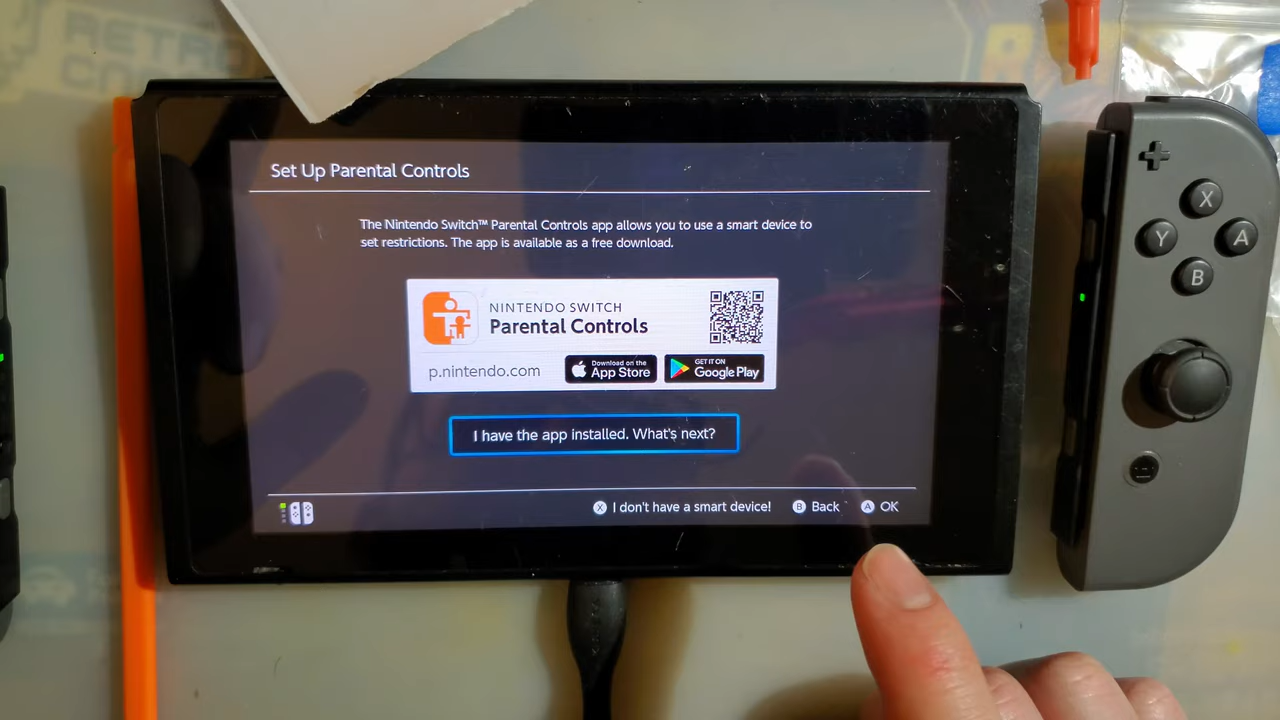 RETRO
Set Up Parental Controls
The Nintendo Switch™ Parental Controls app allows you to use a smart device to
set restrictions. The app is available as a free download.
NINTENDO SWITCH
Parental Controls
p.nintendo.com
Download on the
App Store
GET IT ON
Google Play
I have the app installed. What's next?
X I don't have a smart device!
B Back
A OK
X
Y
A
B